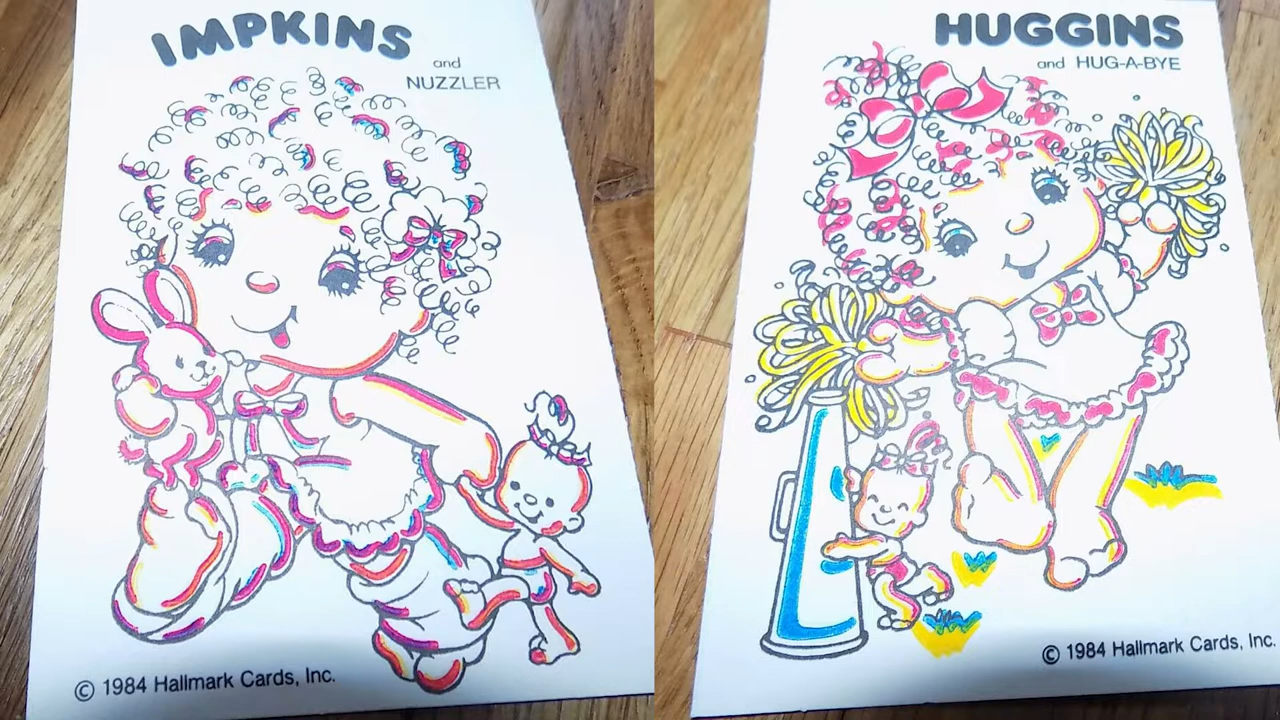 IMPKINS
and
NUZZLER
© 1984 Hallmark Cards, Inc.
HUGGINS
and HUG-A-BYE
© 1984 Hallmark Cards, Inc.